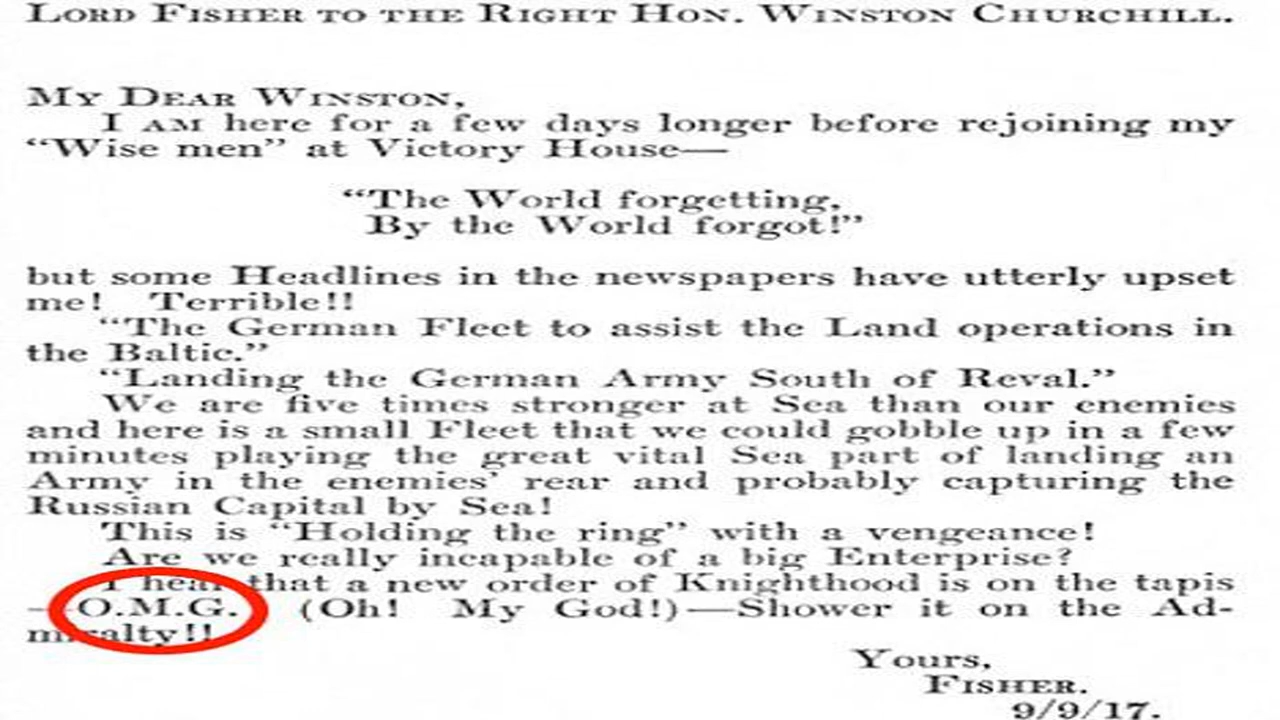 LORD FISHER TO THE RIGHT HON. WINSTON CHURCHILL.
MY DEAR WINSTON,
I AM here for a few days longer before rejoining my
“Wise men” at Victory House—
“The World forgetting,
By the World forgot!”
but some Headlines in the newspapers have utterly upset
me! Terrible!!
“The German Fleet to assist the Land operations in
the Baltic.”
“Landing the German Army South of Reval.”
We are five times stronger at Sea than our enemies
and here is a small Fleet that we could gobble up in a few
minutes playing the great vital Sea part of landing an
Army in the enemies’ rear and probably capturing the
Russian Capital by Sea!
This is “Holding the ring” with a vengeance!
Are we really incapable of a big Enterprise?
I hear that a new order of Knighthood is on the tapis
—O.M.G. (Oh! My God!)—Shower it on the Ad-
miralty!!
Yours,
FISHER.
9/9/17.